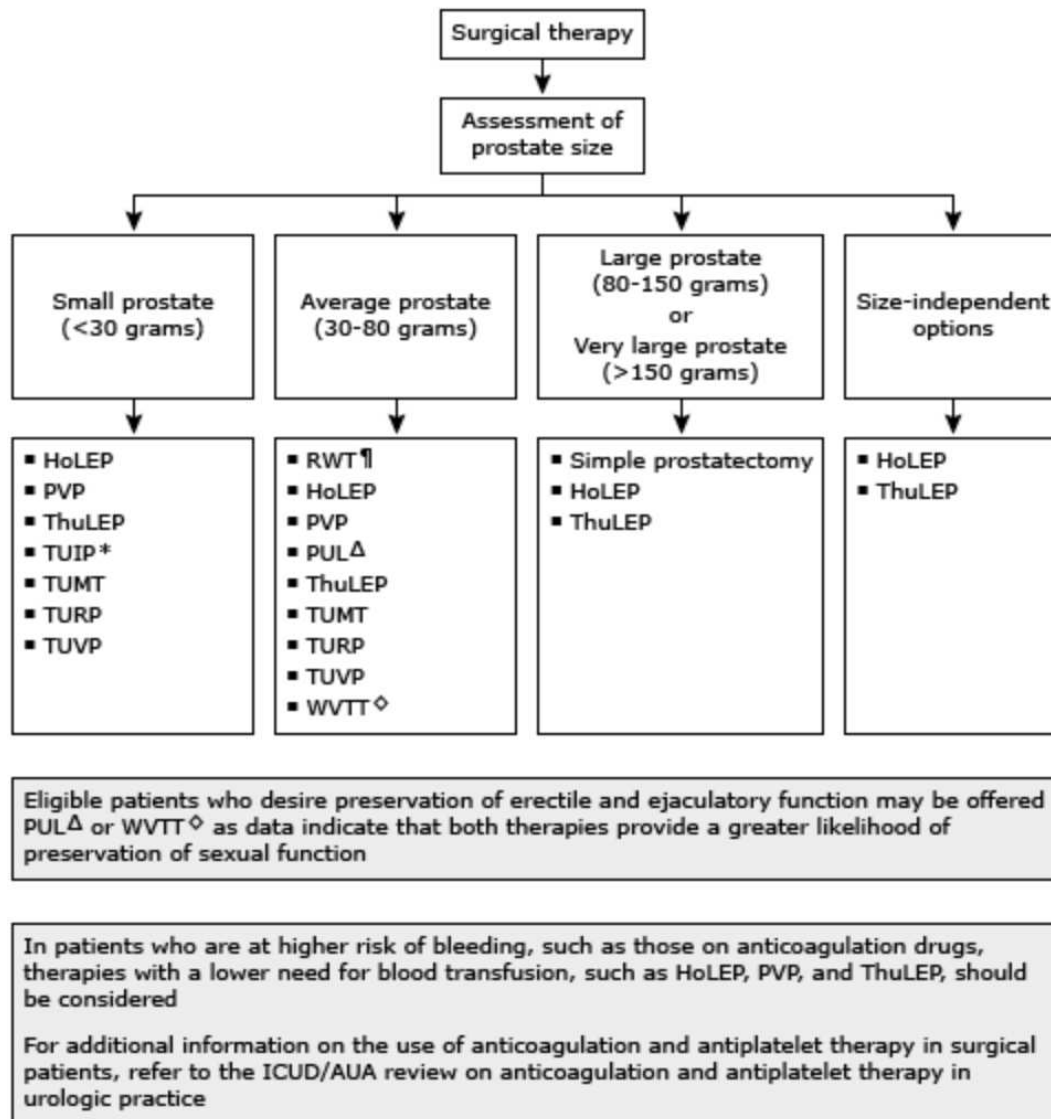 Surgical therapy
Assessment of
prostate size
Small prostate
(<30 grams)
Average prostate
(30-80 grams)
Large prostate
(80-150 grams)
or
Very large prostate
(>150 grams)
Size-independent
options
▪ HoLEP
▪ PVP
▪ ThuLEP
▪ TUIP*
▪ TUMT
▪ TURP
▪ TUVP
▪ RWT¶
▪ HoLEP
▪ PVP
▪ PULΔ
▪ ThuLEP
▪ TUMT
▪ TURP
▪ TUVP
▪ WVTT◇
▪ Simple prostatectomy
▪ HoLEP
▪ ThuLEP
▪ HoLEP
▪ ThuLEP
Eligible patients who desire preservation of erectile and ejaculatory function may be offered
PULΔ or WVTT◇ as data indicate that both therapies provide a greater likelihood of
preservation of sexual function
In patients who are at higher risk of bleeding, such as those on anticoagulation drugs,
therapies with a lower need for blood transfusion, such as HoLEP, PVP, and ThuLEP, should
be considered
For additional information on the use of anticoagulation and antiplatelet therapy in surgical
patients, refer to the ICUD/AUA review on anticoagulation and antiplatelet therapy in
urologic practice